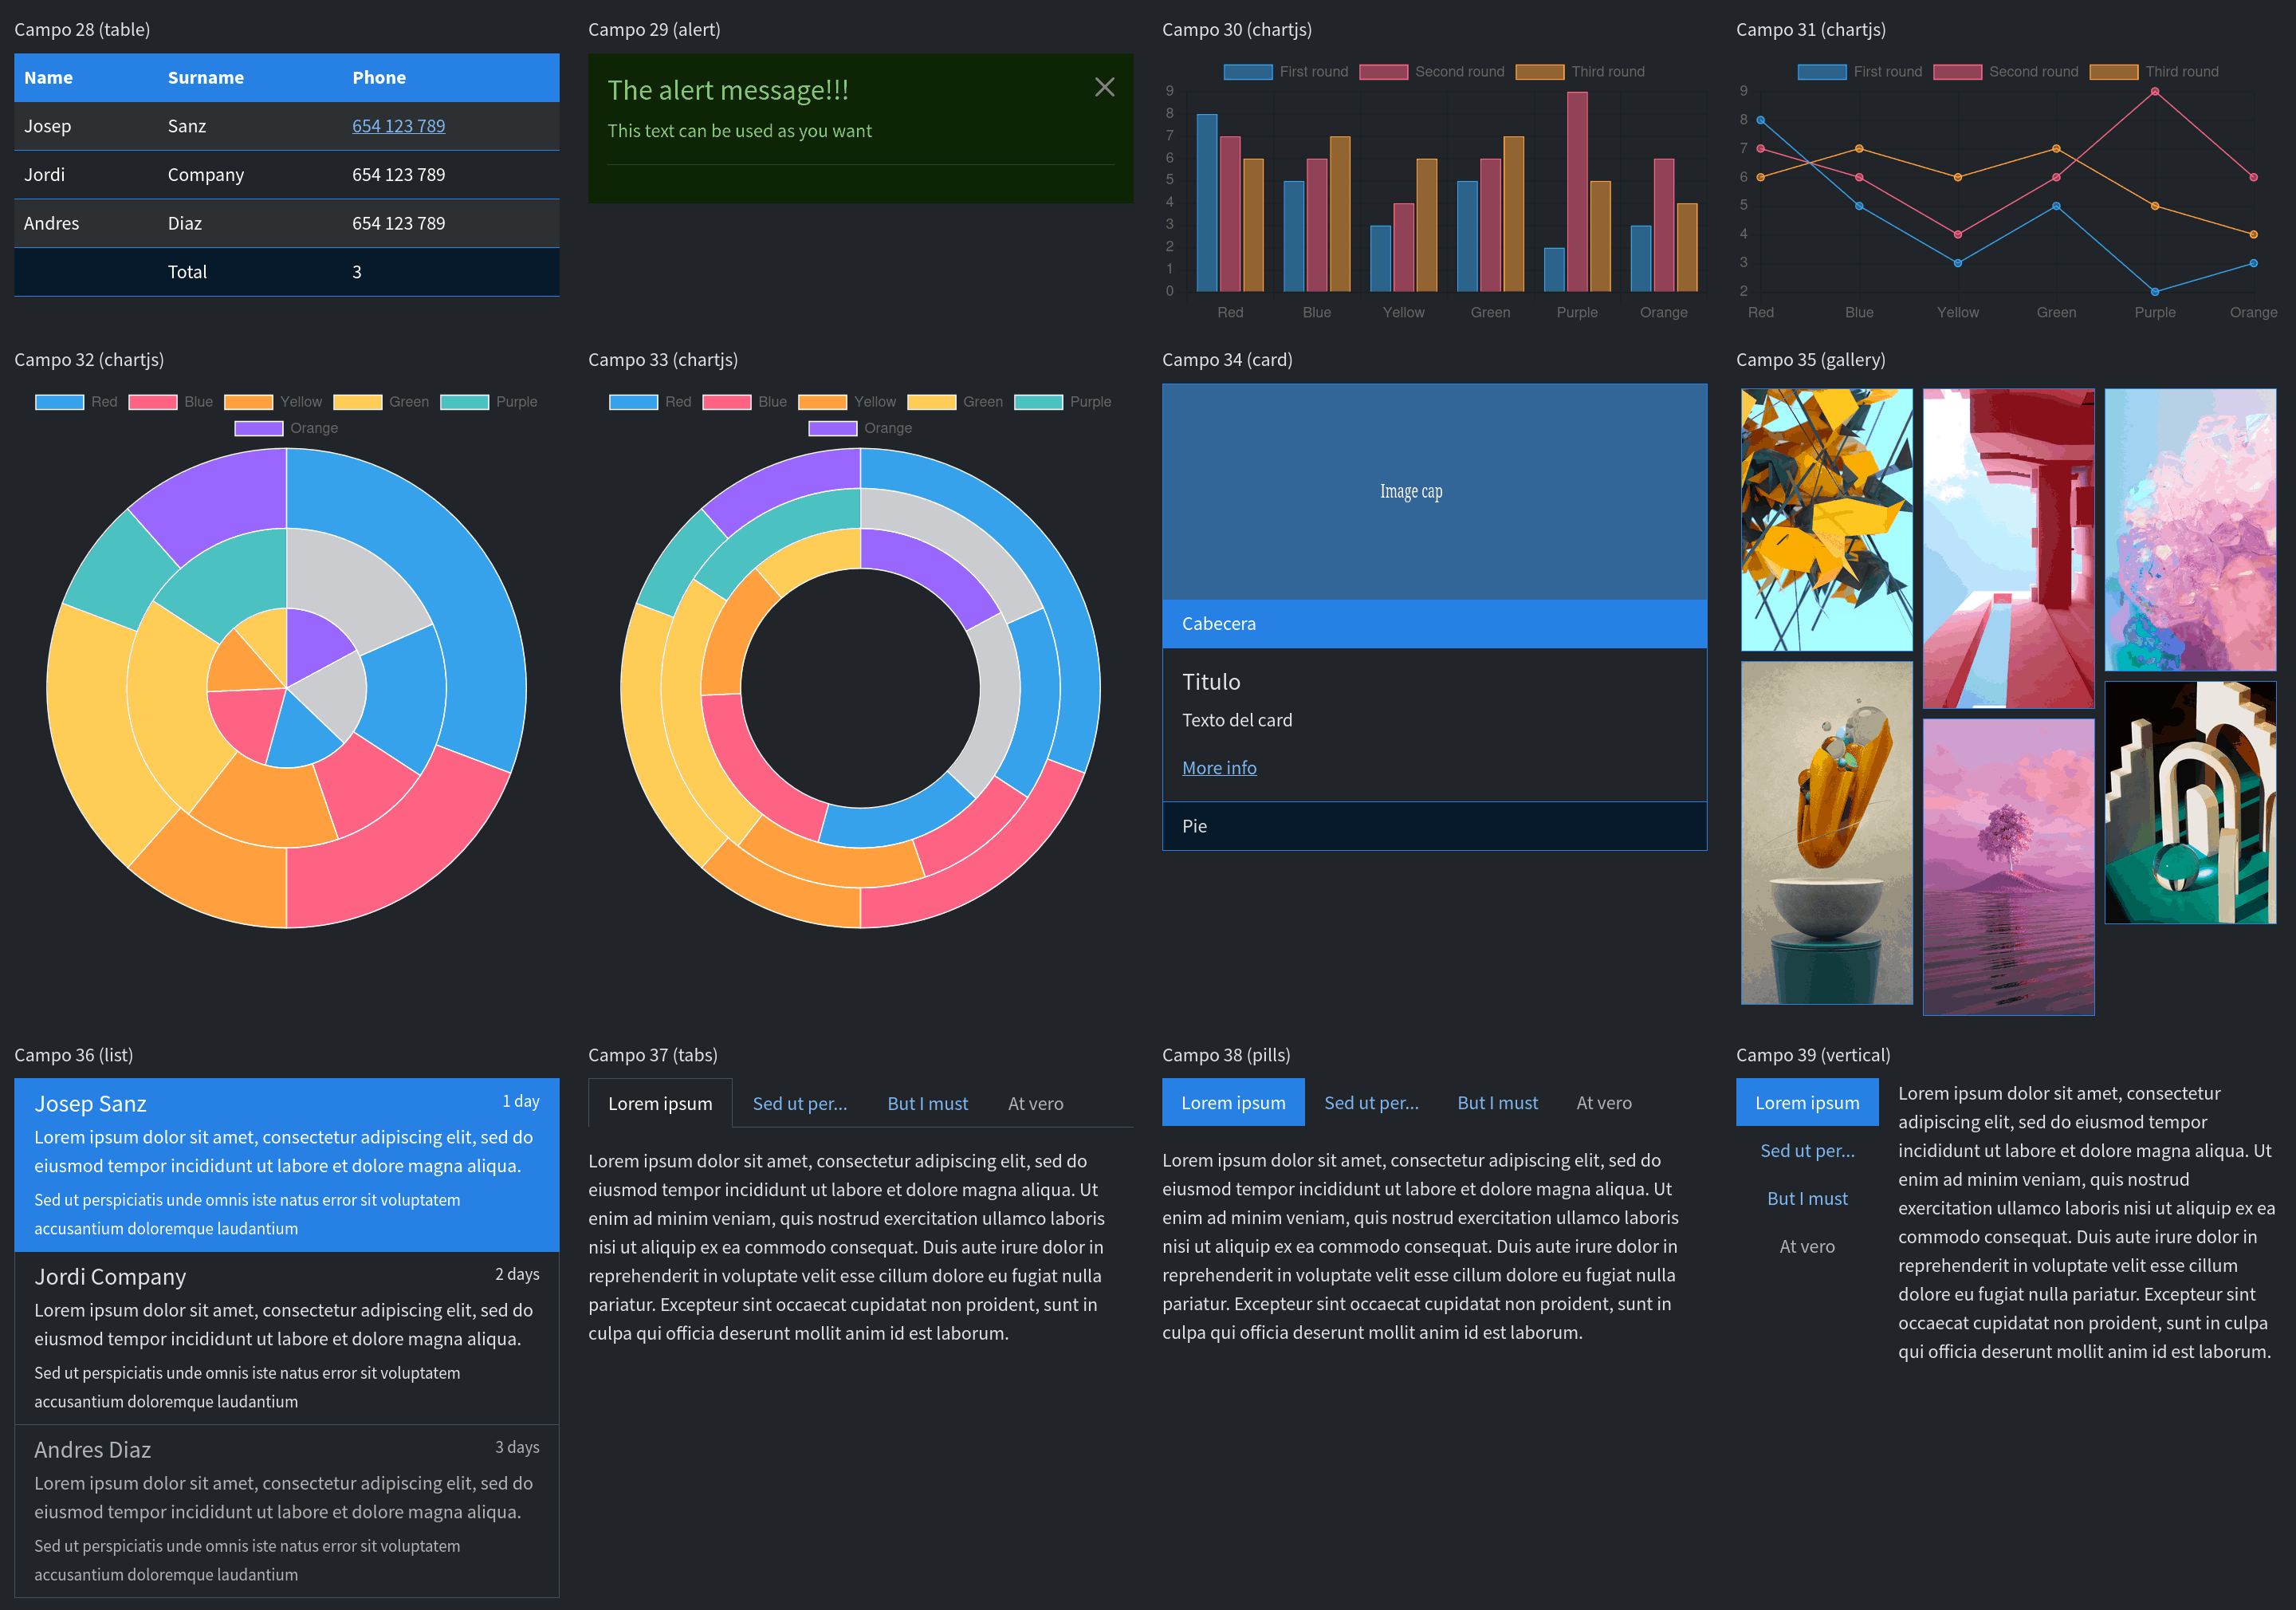 Campo 28 (table)
Name Surname Phone
Josep Sanz 654 123 789
Jordi Company 654 123 789
Andres Diaz 654 123 789
Total 3
Campo 29 (alert)
The alert message!!!
This text can be used as you want
Campo 30 (chartjs)
First round Second round Third round
9
8
7
6
5
4
3
2
1
0
Red Blue Yellow Green Purple Orange
Campo 31 (chartjs)
First round Second round Third round
9
8
7
6
5
4
3
2
Red Blue Yellow Green Purple Orange
Campo 32 (chartjs)
Red Blue Yellow Green Purple
Orange
Campo 33 (chartjs)
Red Blue Yellow Green Purple
Orange
Campo 34 (card)
Image cap
Cabecera
Titulo
Texto del card
More info
Pie
Campo 35 (gallery)
Campo 36 (list)
Josep Sanz 1 day
Lorem ipsum dolor sit amet, consectetur adipiscing elit, sed do
eiusmod tempor incididunt ut labore et dolore magna aliqua.
Sed ut perspiciatis unde omnis iste natus error sit voluptatem
accusantium doloremque laudantium
Jordi Company 2 days
Lorem ipsum dolor sit amet, consectetur adipiscing elit, sed do
eiusmod tempor incididunt ut labore et dolore magna aliqua.
Sed ut perspiciatis unde omnis iste natus error sit voluptatem
accusantium doloremque laudantium
Andres Diaz 3 days
Lorem ipsum dolor sit amet, consectetur adipiscing elit, sed do
eiusmod tempor incididunt ut labore et dolore magna aliqua.
Sed ut perspiciatis unde omnis iste natus error sit voluptatem
accusantium doloremque laudantium
Campo 37 (tabs)
Lorem ipsum Sed ut per... But I must At vero
Lorem ipsum dolor sit amet, consectetur adipiscing elit, sed do
eiusmod tempor incididunt ut labore et dolore magna aliqua. Ut
enim ad minim veniam, quis nostrud exercitation ullamco laboris
nisi ut aliquip ex ea commodo consequat. Duis aute irure dolor in
reprehenderit in voluptate velit esse cillum dolore eu fugiat nulla
pariatur. Excepteur sint occaecat cupidatat non proident, sunt in
culpa qui officia deserunt mollit anim id est laborum.
Campo 38 (pills)
Lorem ipsum Sed ut per... But I must At vero
Lorem ipsum dolor sit amet, consectetur adipiscing elit, sed do
eiusmod tempor incididunt ut labore et dolore magna aliqua. Ut
enim ad minim veniam, quis nostrud exercitation ullamco laboris
nisi ut aliquip ex ea commodo consequat. Duis aute irure dolor in
reprehenderit in voluptate velit esse cillum dolore eu fugiat nulla
pariatur. Excepteur sint occaecat cupidatat non proident, sunt in
culpa qui officia deserunt mollit anim id est laborum.
Campo 39 (vertical)
Lorem ipsum
Sed ut per...
But I must
At vero
Lorem ipsum dolor sit amet, consectetur
adipiscing elit, sed do eiusmod tempor
incididunt ut labore et dolore magna aliqua. Ut
enim ad minim veniam, quis nostrud
exercitation ullamco laboris nisi ut aliquip ex ea
commodo consequat. Duis aute irure dolor in
reprehenderit in voluptate velit esse cillum
dolore eu fugiat nulla pariatur. Excepteur sint
occaecat cupidatat non proident, sunt in culpa
qui officia deserunt mollit anim id est laborum.